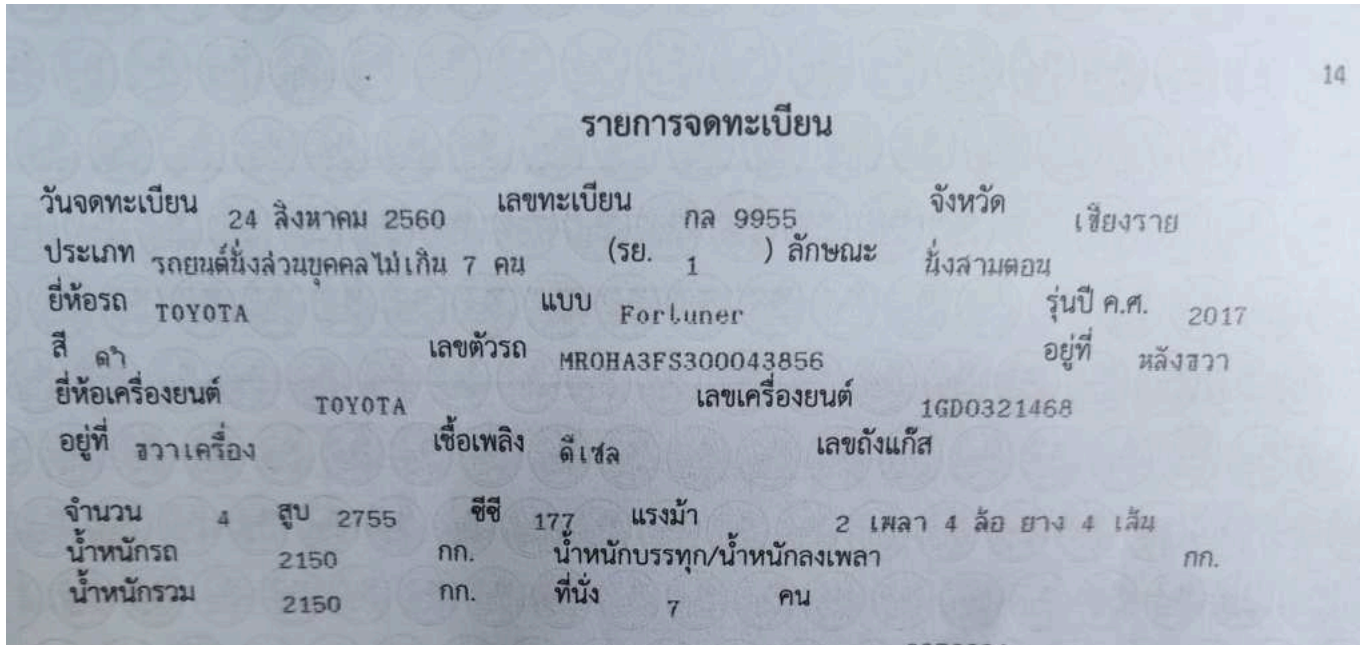 14
รายการจดทะเบียน
วันจดทะเบียน 24 สิงหาคม 2560 เลขทะเบียน กล 9955 จังหวัด เชียงราย
ประเภท รถยนต์นั่งส่วนบุคคลไม่เกิน 7 คน (รย. 1 ) ลักษณะ นั่งสามตอน
ยี่ห้อรถ TOYOTA แบบ Fortuner รุ่นปี ค.ศ. 2017
สี ดำ เลขตัวรถ MR0HA3FS300043856 อยู่ที่ หลังขวา
ยี่ห้อเครื่องยนต์ TOYOTA เลขเครื่องยนต์ 1GD0321468
อยู่ที่ ขวาเครื่อง เชื้อเพลิง ดีเซล เลขถังแก๊ส
จำนวน 4 สูบ 2755 ซีซี 177 แรงม้า 2 เพลา 4 ล้อ ยาง 4 เส้น
น้ำหนักรถ 2150 กก. น้ำหนักบรรทุก/น้ำหนักลงเพลา กก.
น้ำหนักรวม 2150 กก. ที่นั่ง 7 คน